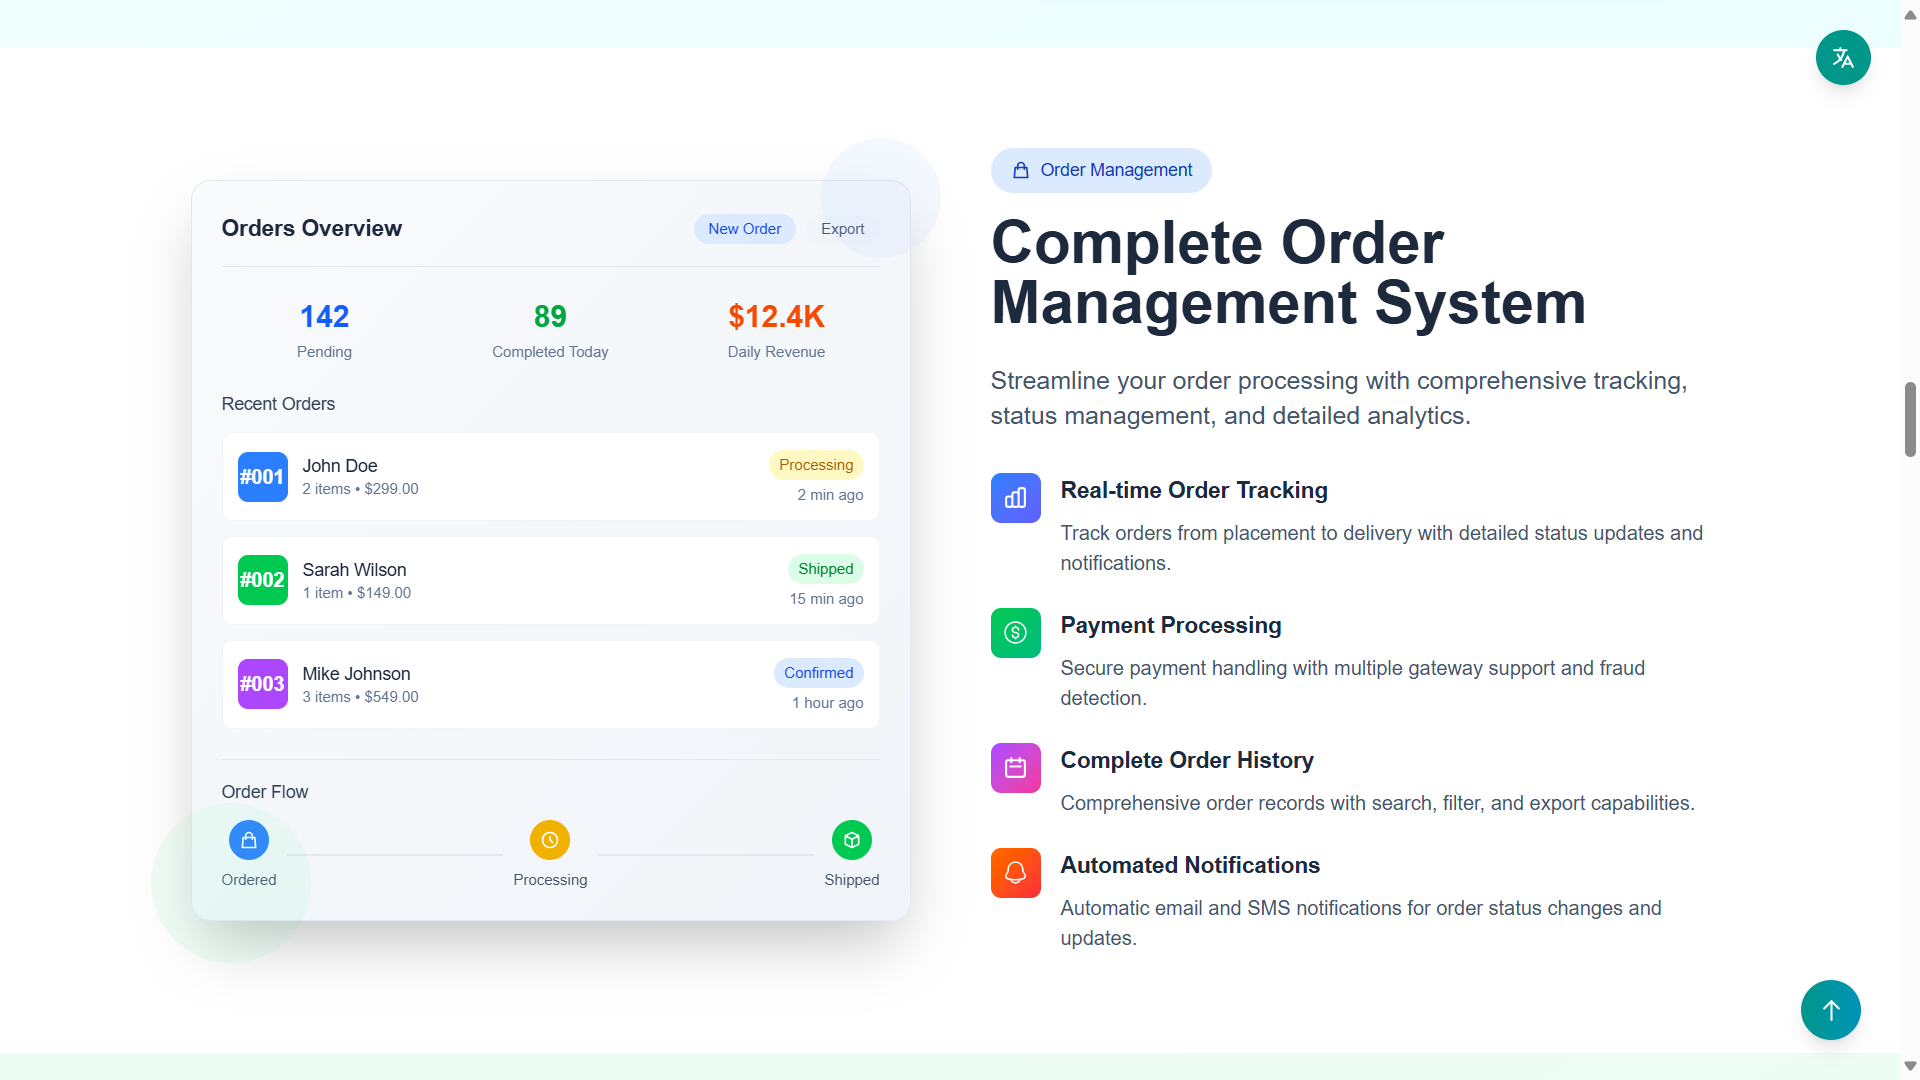 Orders Overview
New Order
Export
142
Pending
89
Completed Today
$12.4K
Daily Revenue
Recent Orders
#001
John Doe
2 items • $299.00
Processing
2 min ago
#002
Sarah Wilson
1 item • $149.00
Shipped
15 min ago
#003
Mike Johnson
3 items • $549.00
Confirmed
1 hour ago
Order Flow
Ordered
Processing
Shipped
Order Management
Complete Order
Management System
Streamline your order processing with comprehensive tracking,
status management, and detailed analytics.
Real-time Order Tracking
Track orders from placement to delivery with detailed status updates and
notifications.
Payment Processing
Secure payment handling with multiple gateway support and fraud
detection.
Complete Order History
Comprehensive order records with search, filter, and export capabilities.
Automated Notifications
Automatic email and SMS notifications for order status changes and
updates.